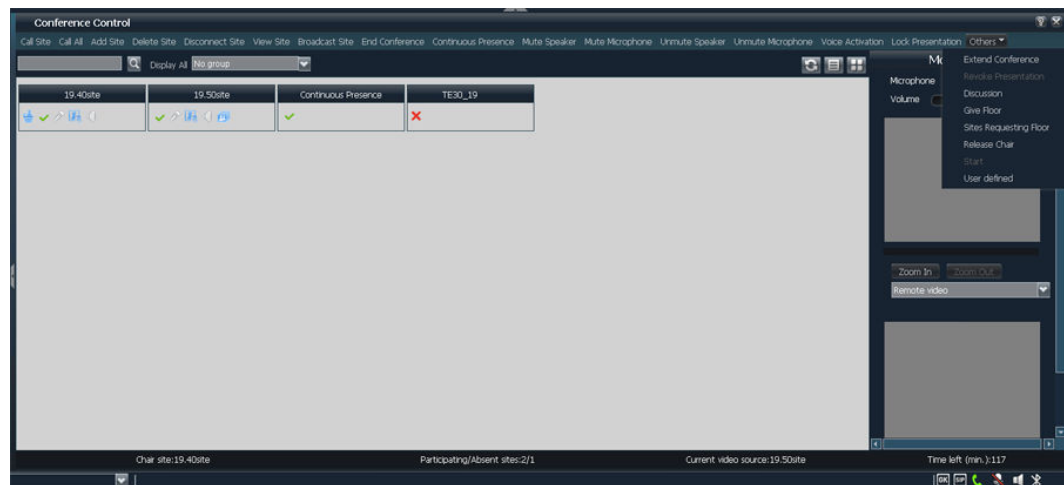 Conference Control
Call Site Call All Add Site Delete Site Disconnect Site View Site Broadcast Site End Conference Continuous Presence Mute Speaker Mute Microphone Unmute Speaker Unmute Microphone Voice Activation Lock Presentation Others
Display All No group
Extend Conference
Revoke Presentation
Discussion
Give Floor
Sites Requesting Floor
Release Chair
Start
User defined
Microphone
Volume
19.40site 19.50site Continuous Presence TE30_19
Zoom In Zoom Out
Remote video
Chair site:19.40site Participating/Absent sites:2/1 Current video source:19.50site Time left (min.):117
GK SIP